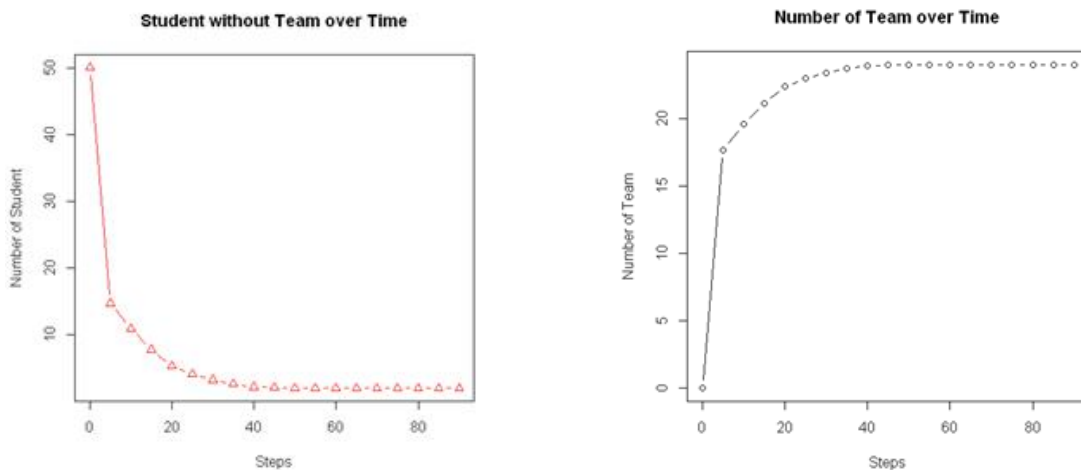 Student without Team over Time
Number of Student
50
40
30
20
10
0 20 40 60 80
Steps
Number of Team over Time
Number of Team
20
15
10
5
0
0 20 40 60 80
Steps